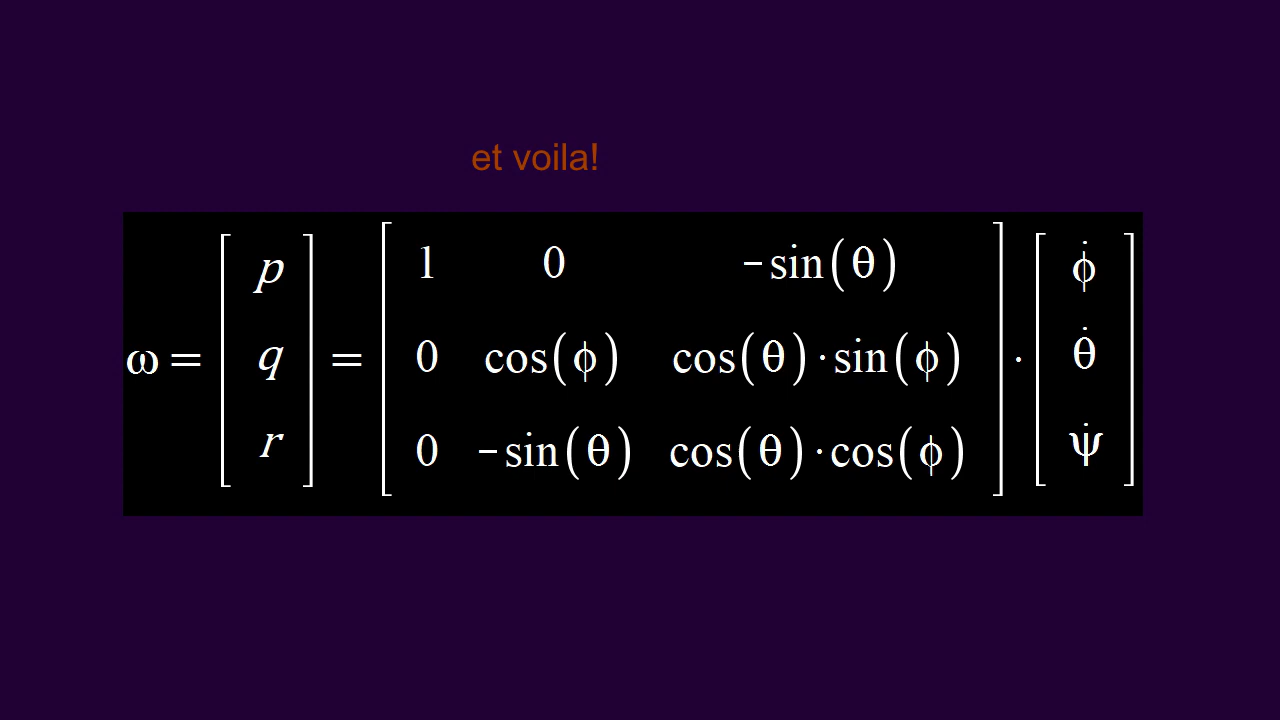 et voila!
ω = [ p ] = [ 1 0 −sin(θ) ] · [ φ̇ ]
[ q ] [ 0 cos(φ) cos(θ)·sin(φ) ] [ θ̇ ]
[ r ] [ 0 −sin(θ) cos(θ)·cos(φ) ] [ ψ̇ ]